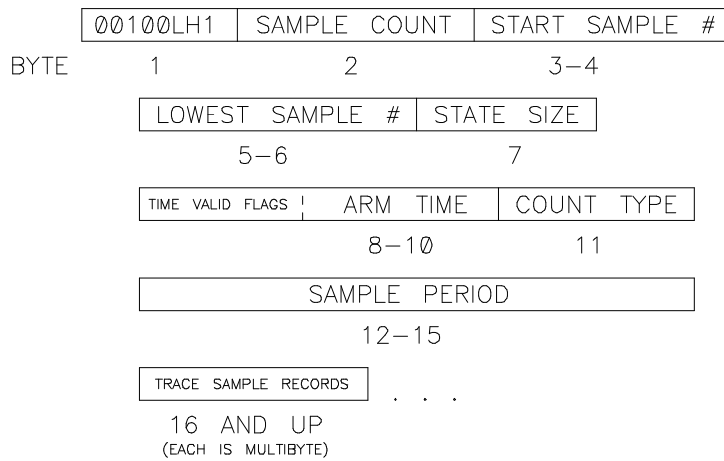 00100LH1 SAMPLE COUNT START SAMPLE #
BYTE 1 2 3-4
LOWEST SAMPLE # STATE SIZE
5-6 7
TIME VALID FLAGS ARM TIME COUNT TYPE
8-10 11
SAMPLE PERIOD
12-15
TRACE SAMPLE RECORDS . . .
16 AND UP
(EACH IS MULTIBYTE)